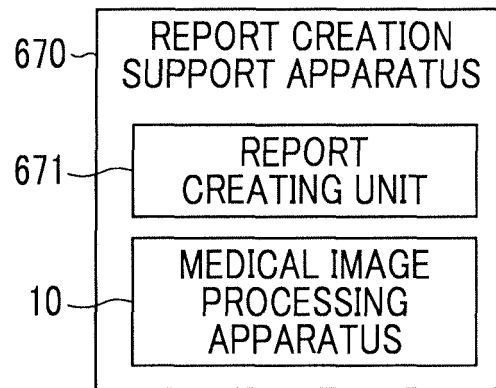 670
REPORT CREATION
SUPPORT APPARATUS
671
REPORT
CREATING UNIT
10
MEDICAL IMAGE
PROCESSING
APPARATUS